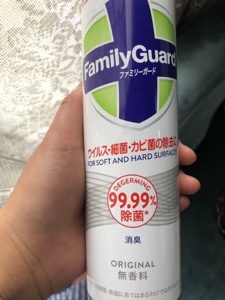 FamilyGuard
ファミリーガード
ウイルス・細菌・カビ菌の除去に
FOR SOFT AND HARD SURFACES
DEGERMING
99.99%
除菌*
消臭
ORIGINAL
無香料